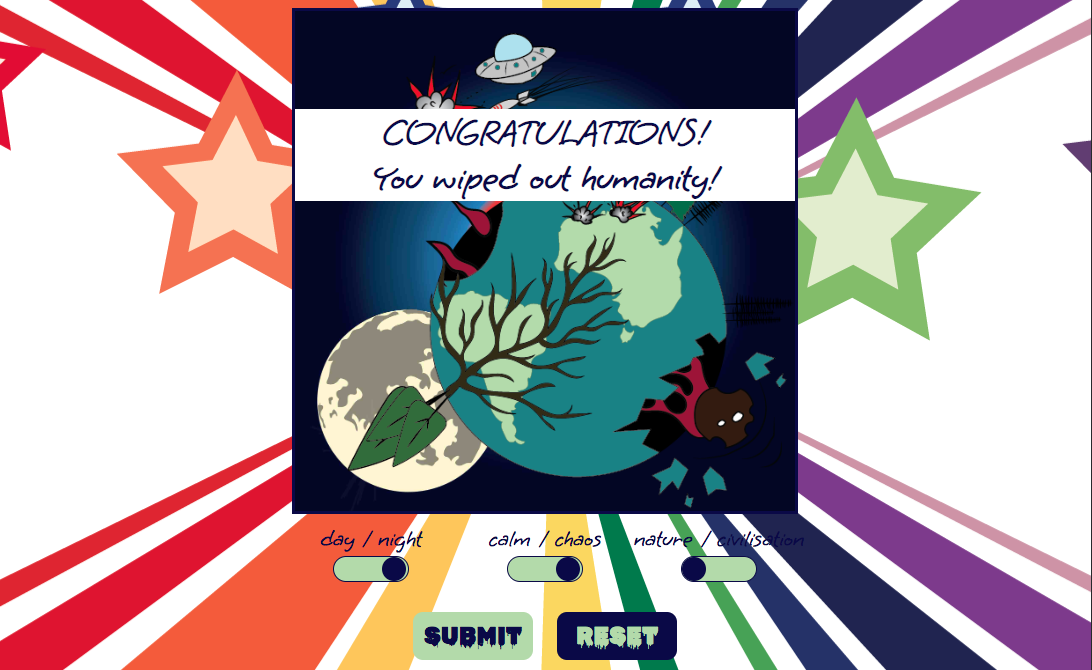 CONGRATULATIONS!
You wiped out humanity!
day / night
calm / chaos
nature / civilisation
SUBMIT
RESET